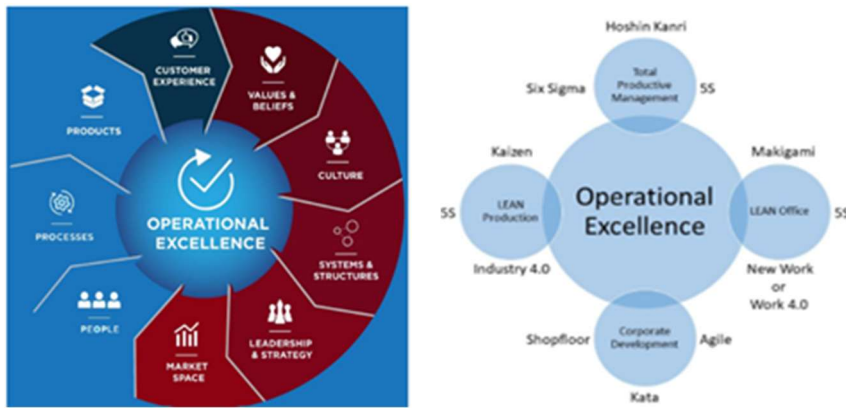 CUSTOMER
EXPERIENCE
VALUES &
BELIEFS
CULTURE
SYSTEMS &
STRUCTURES
LEADERSHIP
& STRATEGY
MARKET
SPACE
PEOPLE
PROCESSES
PRODUCTS
OPERATIONAL
EXCELLENCE
Hoshin Kanri
Total
Productive
Management
Six Sigma
5S
Kaizen
Makigami
5S
LEAN
Production
Operational
Excellence
LEAN Office
5S
Industry 4.0
New Work
or
Work 4.0
Shopfloor
Corporate
Development
Agile
Kata